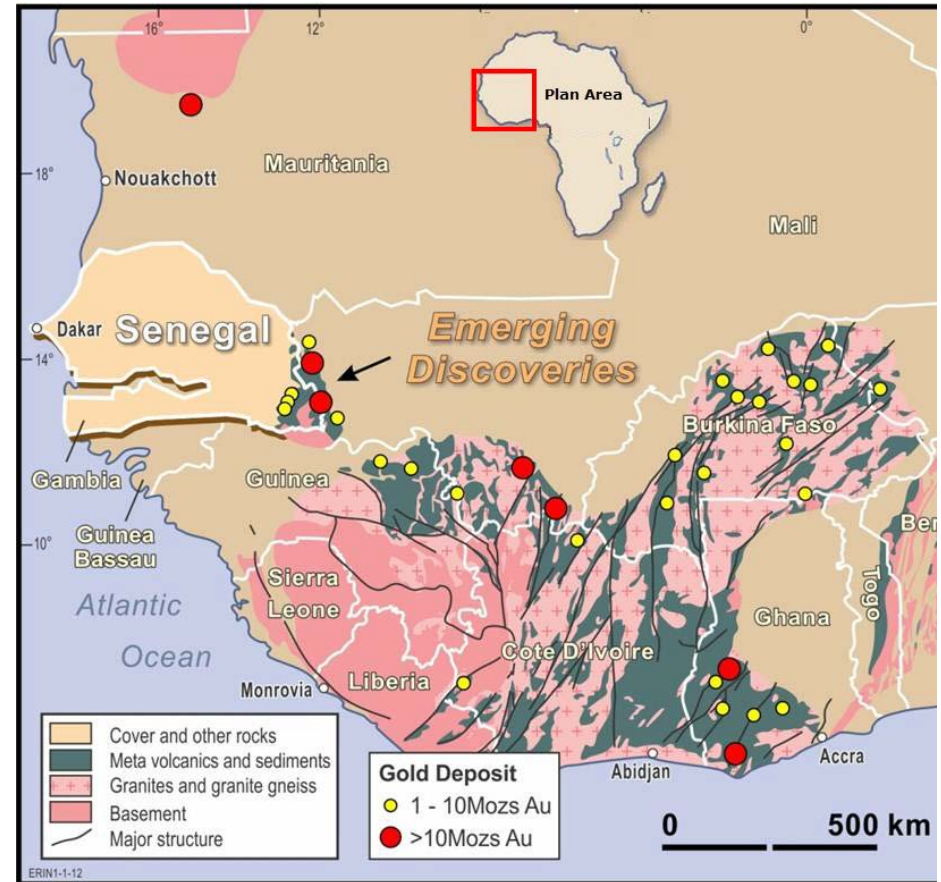 16°
12°
0°
Plan Area
Mauritania
18°
Nouakchott
Mali
Dakar
Senegal
Emerging
Discoveries
14°
Burkina Faso
Gambia
Guinea
Guinea
Bassau
10°
Ber
Togo
Sierra
Leone
Ghana
Atlantic
Ocean
Cote D'Ivoire
Liberia
Monrovia
Abidjan
Accra
Cover and other rocks
Meta volcanics and sediments
Granites and granite gneiss
Basement
Major structure
Gold Deposit
1 - 10Mozs Au
>10Mozs Au
0 500 km
ERIN1-1-12